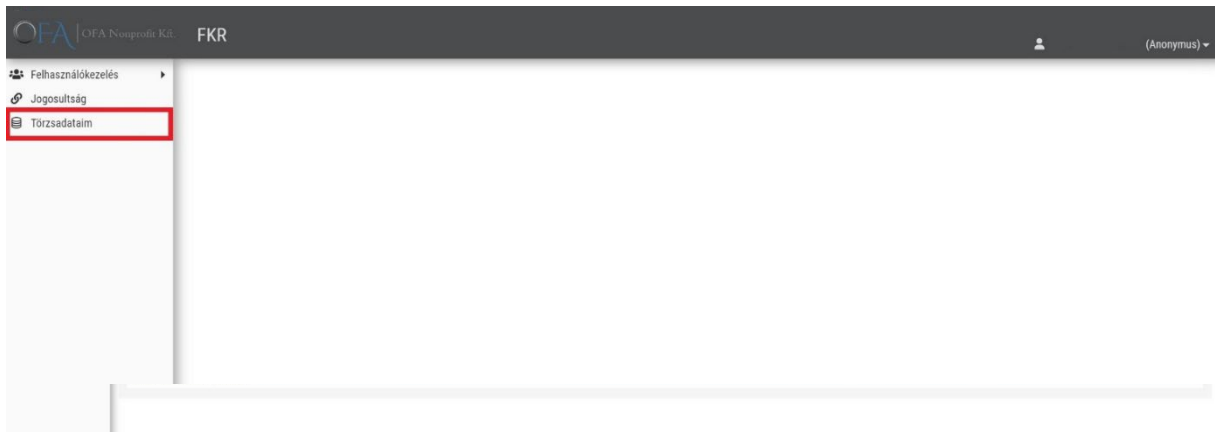 OFA OFA Nonprofit Kft. FKR
(Anonymus)
Felhasználókezelés
Jogosultság
Törzsadataim